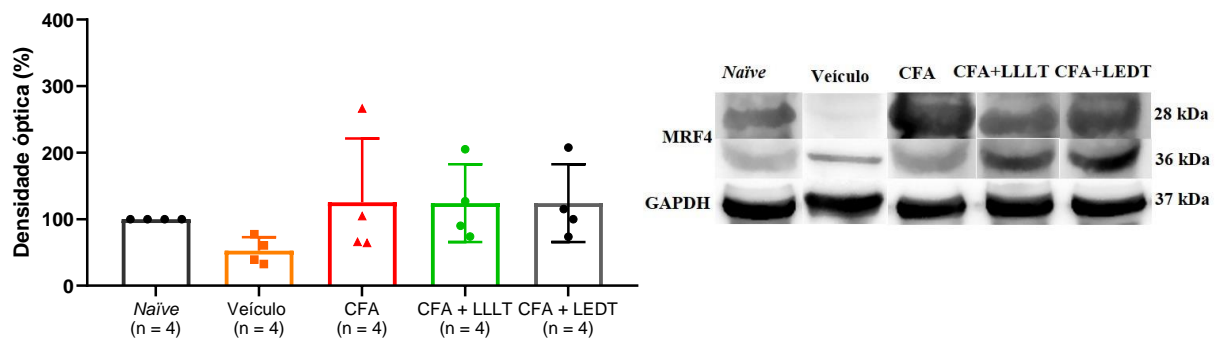 Densidade óptica (%)
400
300
200
100
0
Naïve
(n = 4)
Veículo
(n = 4)
CFA
(n = 4)
CFA + LLLT
(n = 4)
CFA + LEDT
(n = 4)
Naïve Veículo CFA CFA+LLLT CFA+LEDT
MRF4
28 kDa
36 kDa
GAPDH
37 kDa